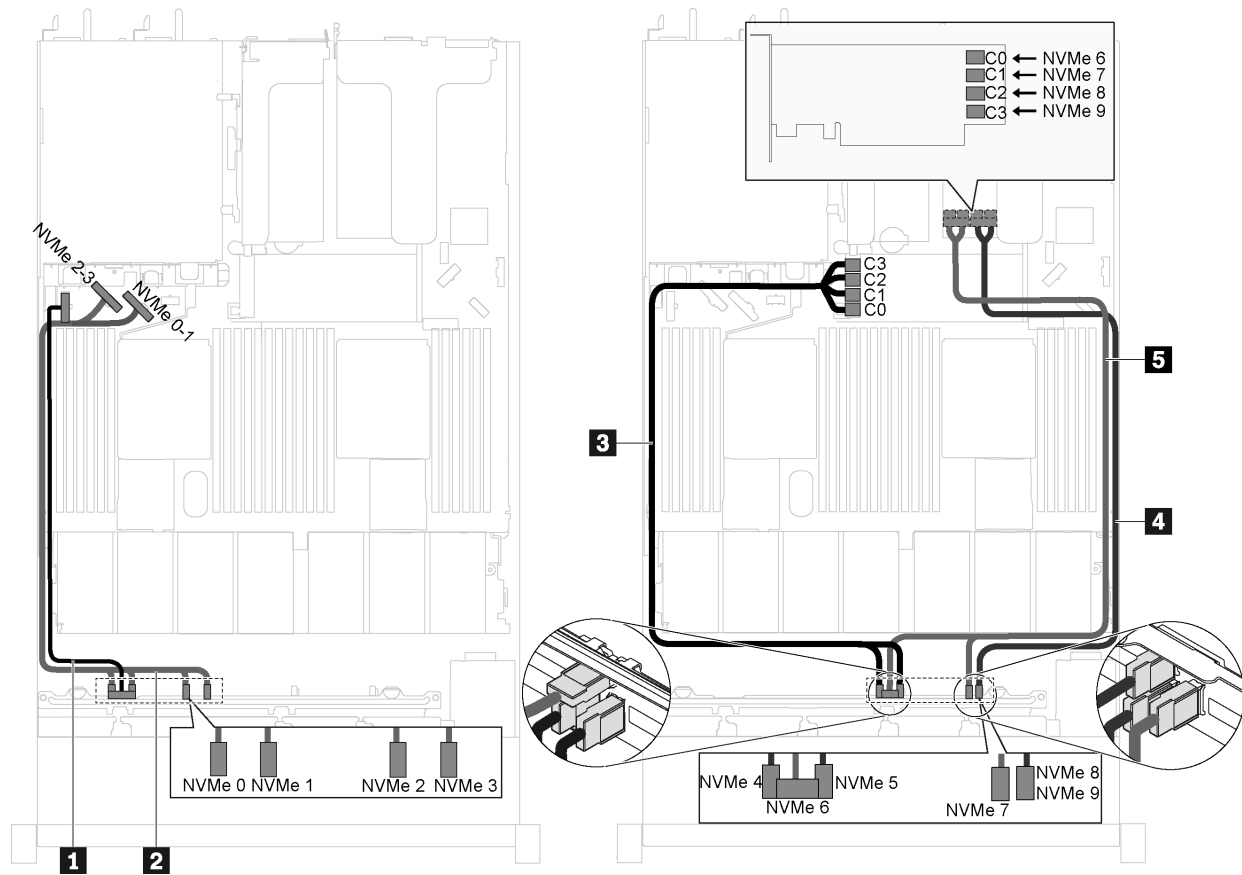 NVMe 2-3
NVMe 0-1
NVMe 0
NVMe 1
NVMe 2
NVMe 3
1
2
C0
NVMe 6
C1
NVMe 7
C2
NVMe 8
C3
NVMe 9
C3
C2
C1
C0
5
3
4
NVMe 4
NVMe 5
NVMe 6
NVMe 7
NVMe 8
NVMe 9